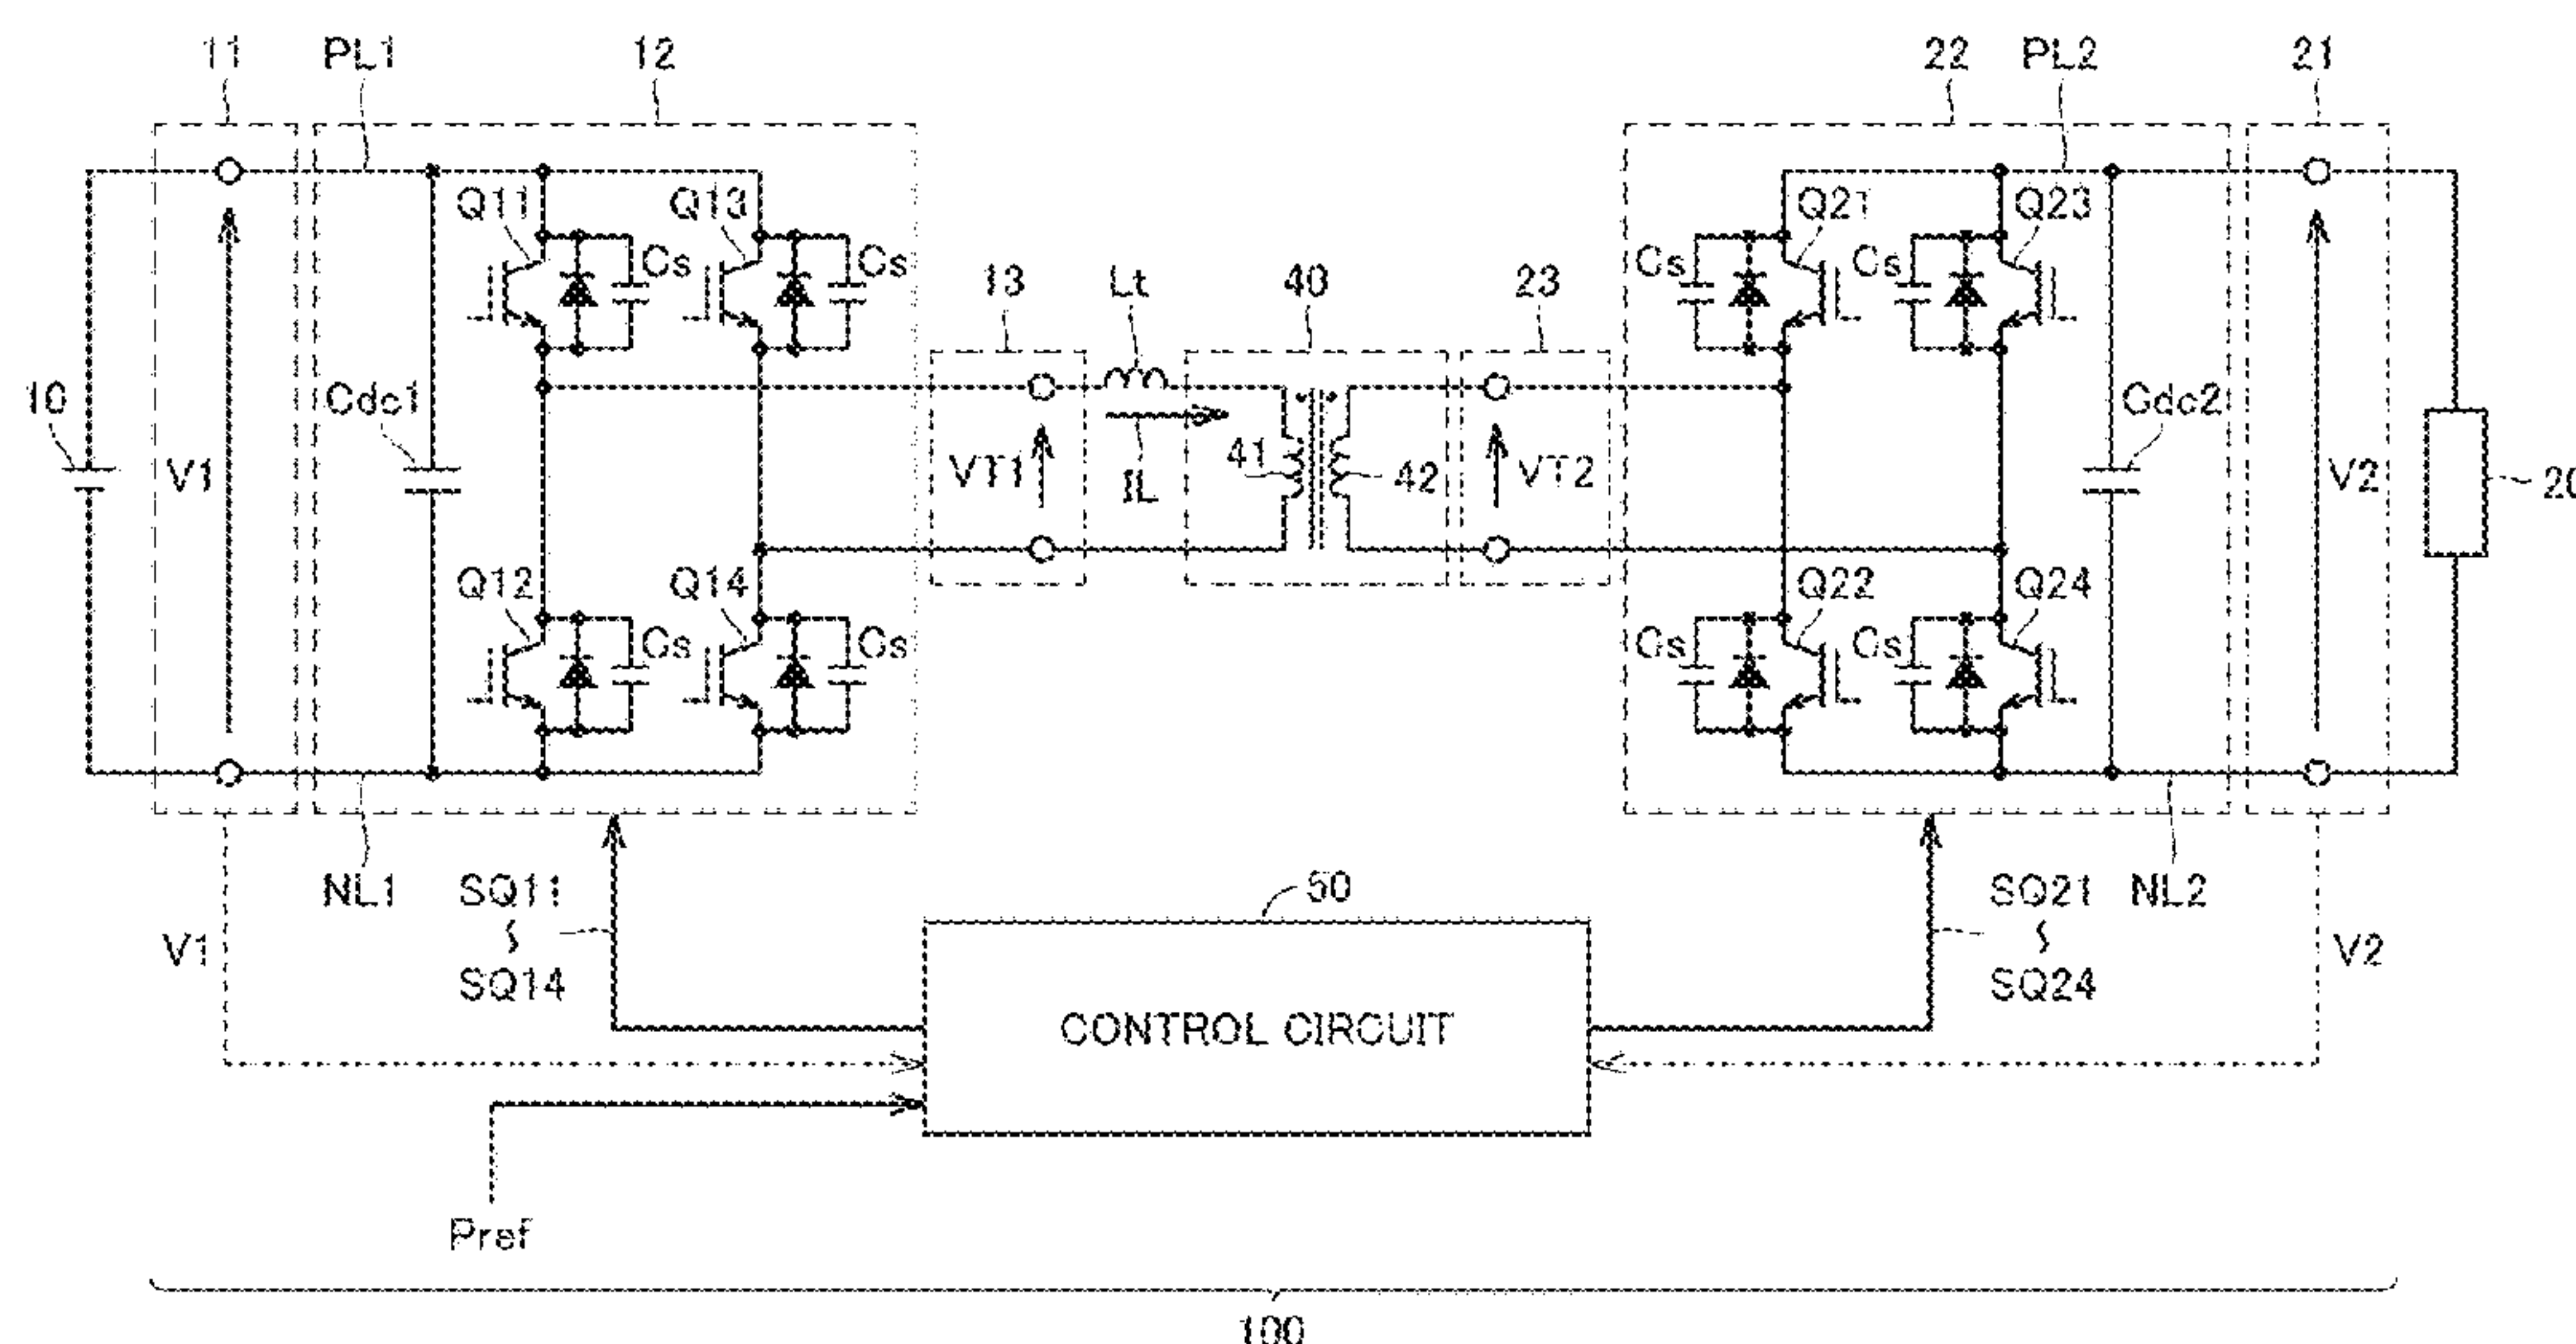 11 PL1 12 22 PL2 21
Q11 Q13 Q21 Q23
Cs Cs Cs Cs
13 Lt 40 23
10 Cdc1 Cdc2
V1 VT1 IL 41 42 VT2 V2 20
Q12 Q14 Q22 Q24
Cs Cs Cs Cs
NL1 SQ11 50 SQ21 NL2
V1 V2
SQ14 SQ24
CONTROL CIRCUIT
Pref
100